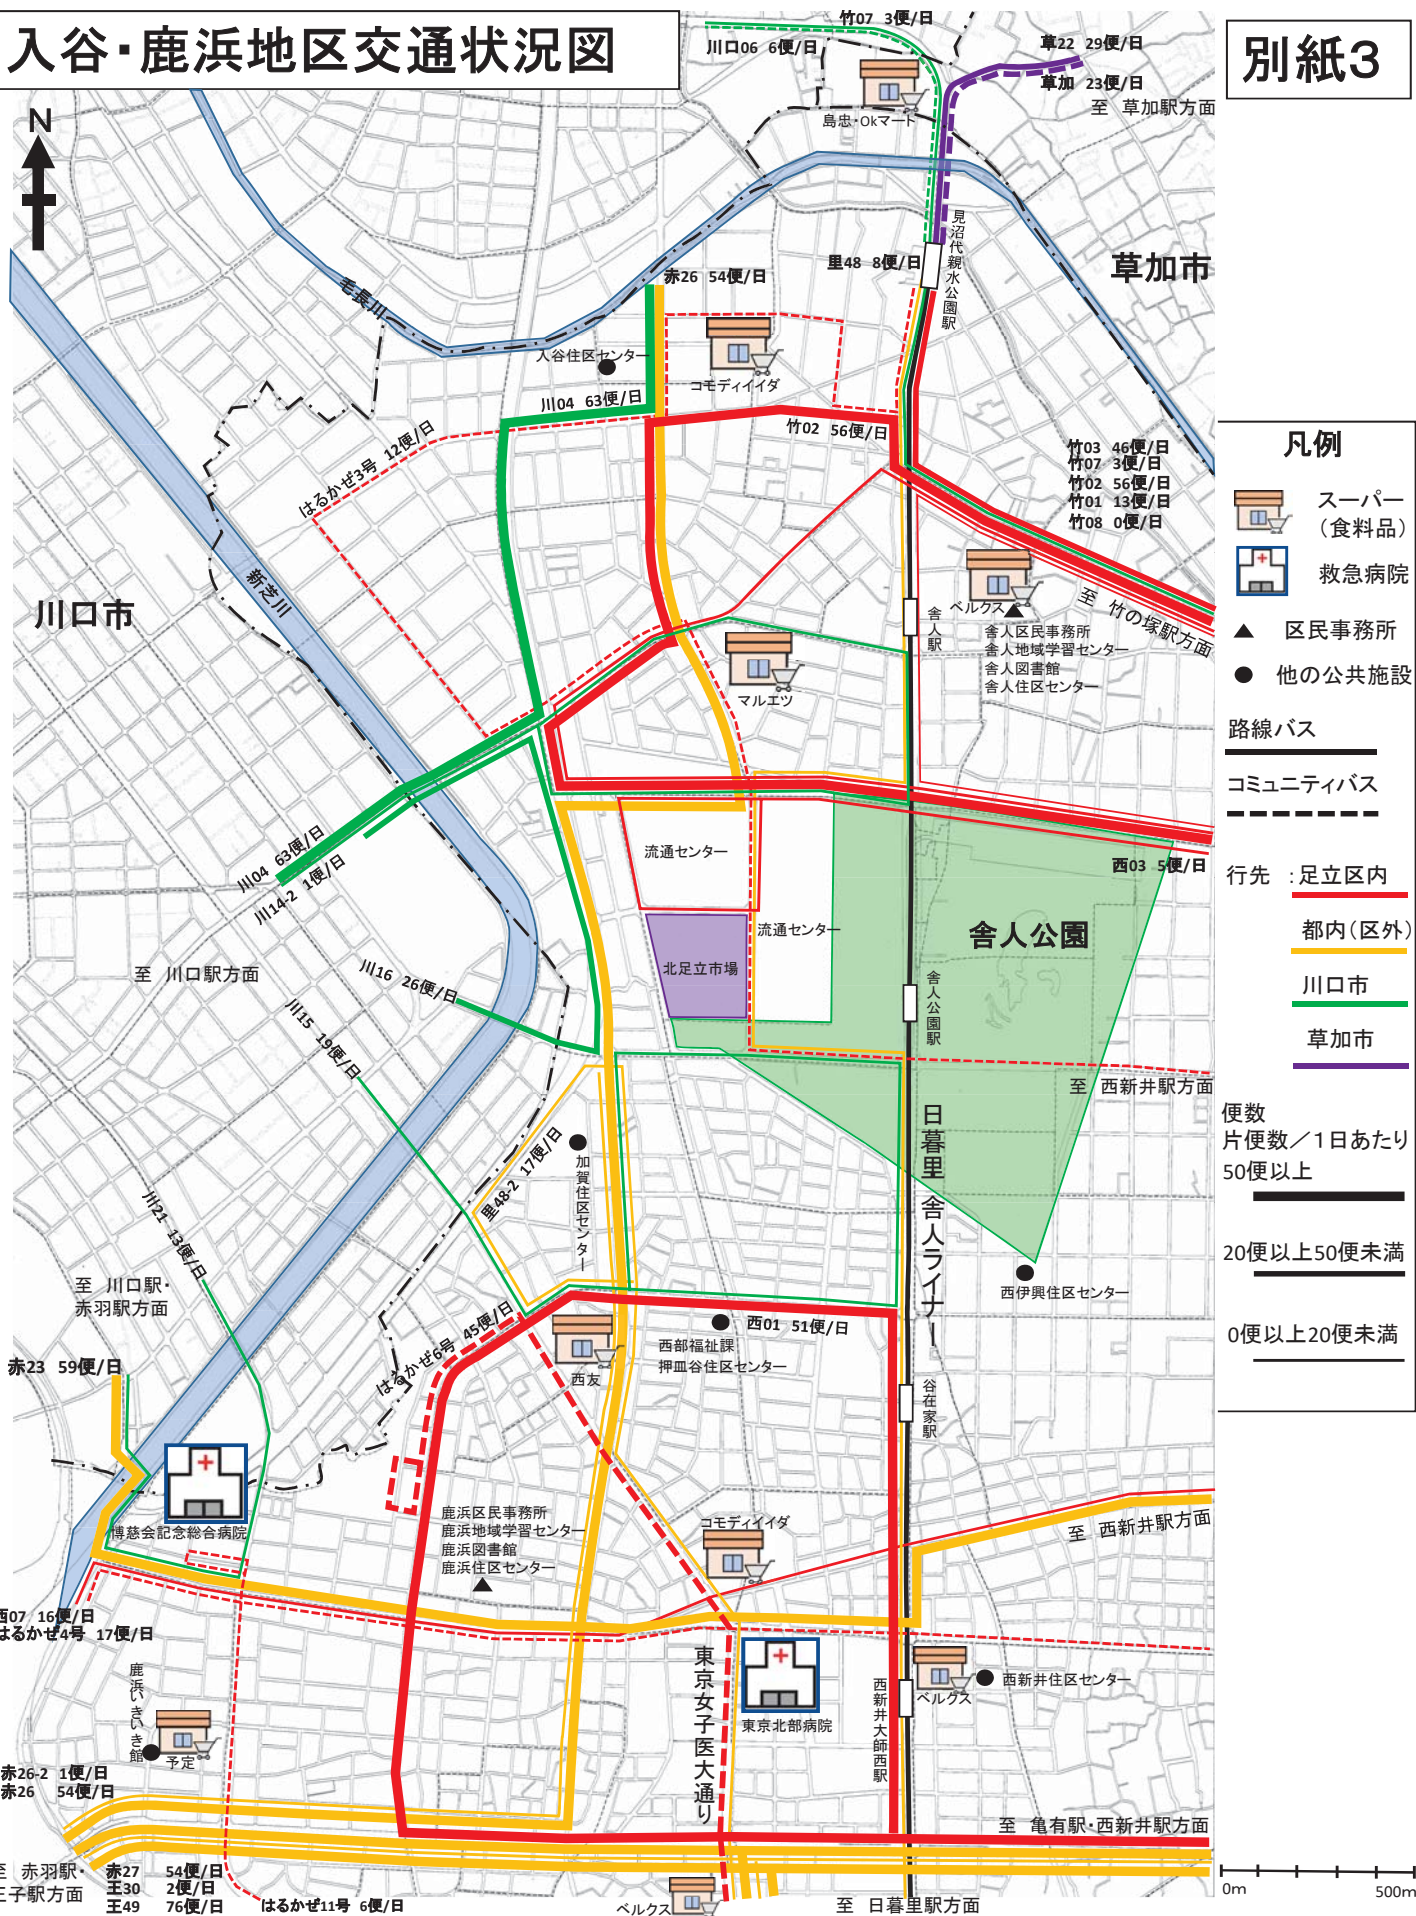 入谷・鹿浜地区交通状況図
別紙3
N
竹07 3便/日
川口06 6便/日
草22 29便/日
草加 23便/日
至 草加駅方面
島忠・Okマート
見沼代親水公園駅
里48 8便/日
草加市
赤26 54便/日
毛長川
入谷住区センター
コモディイイダ
川04 63便/日
竹02 56便/日
はるかぜ3号 12便/日
竹03 46便/日
竹07 3便/日
竹02 56便/日
竹01 13便/日
竹08 0便/日
新芝川
川口市
ベルクス
至 竹の塚駅方面
舎人駅
舎人区民事務所
舎人地域学習センター
舎人図書館
舎人住区センター
マルエツ
川04 63便/日
川14-2 1便/日
流通センター
西03 5便/日
流通センター
舎人公園
北足立市場
至 川口駅方面
川16 26便/日
舎人公園駅
川15 19便/日
至 西新井駅方面
日暮里 舎人ライナー
加賀住区センター
里48-2 17便/日
川21 13便/日
至 川口駅・
赤羽駅方面
西伊興住区センター
はるかぜ6号 45便/日
西01 51便/日
西部福祉課
押皿谷住区センター
西友
赤23 59便/日
谷在家駅
博慈会記念総合病院
鹿浜区民事務所
鹿浜地域学習センター
鹿浜図書館
鹿浜住区センター
コモディイイダ
至 西新井駅方面
西07 16便/日
はるかぜ4号 17便/日
鹿浜いきいき館
予定
東京女子医大通り
東京北部病院
西新井大師西駅
ベルクス
西新井住区センター
赤26-2 1便/日
赤26 54便/日
至 亀有駅・西新井駅方面
至 赤羽駅・
王子駅方面
赤27 54便/日
王30 2便/日
王49 76便/日
はるかぜ11号 6便/日
ベルクス
至 日暮里駅方面
凡例
スーパー
(食料品)
救急病院
区民事務所
他の公共施設
路線バス
コミュニティバス
行先 :足立区内
都内(区外)
川口市
草加市
便数
片便数／1日あたり
50便以上
20便以上50便未満
0便以上20便未満
0m 500m